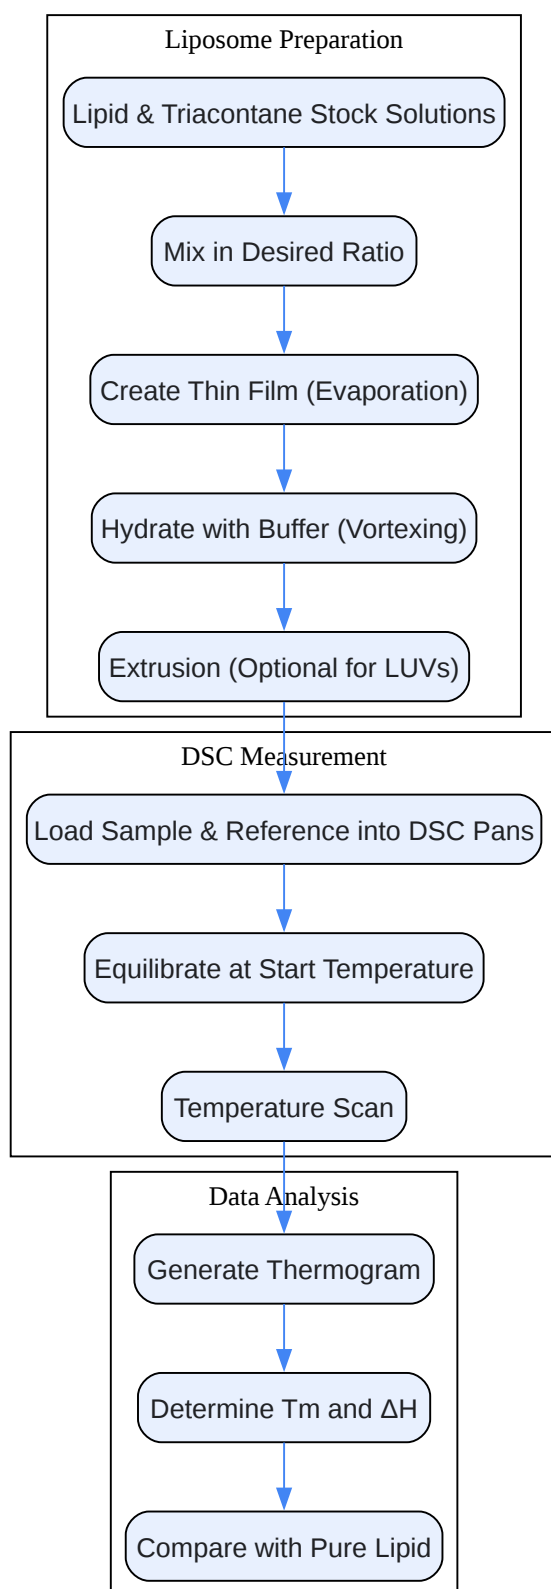 Liposome Preparation
Lipid & Triacontane Stock Solutions
Mix in Desired Ratio
Create Thin Film (Evaporation)
Hydrate with Buffer (Vortexing)
Extrusion (Optional for LUVs)
DSC Measurement
Load Sample & Reference into DSC Pans
Equilibrate at Start Temperature
Temperature Scan
Data Analysis
Generate Thermogram
Determine Tm and ΔH
Compare with Pure Lipid